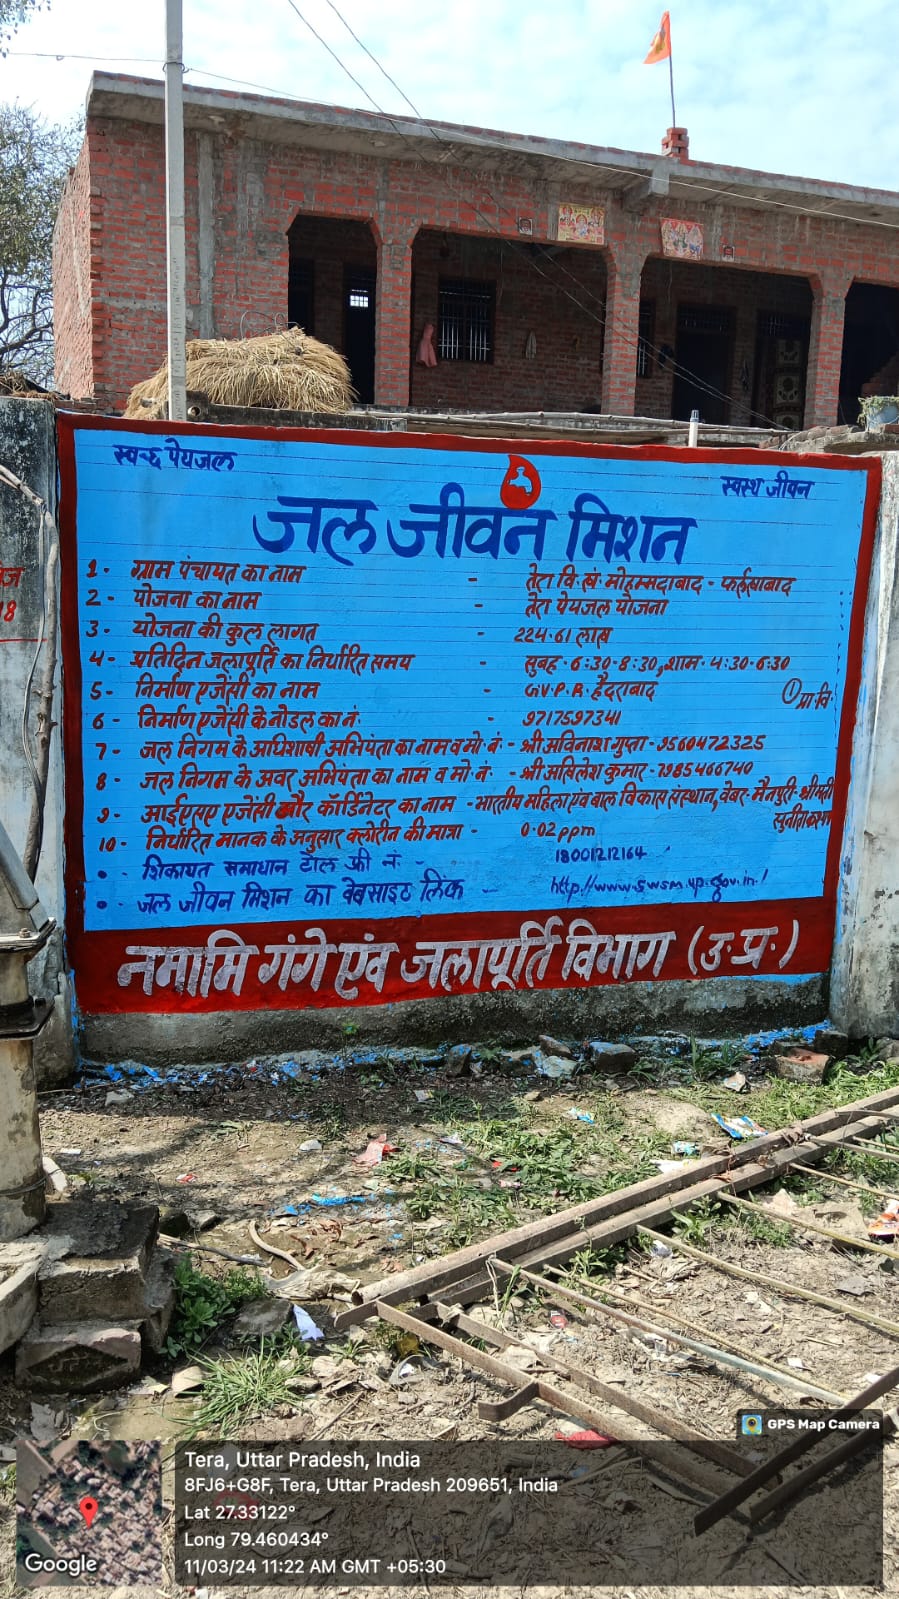 स्वच्छ पेयजल
स्वस्थ जीवन
जल जीवन मिशन
1- ग्राम पंचायत का नाम - तेरा वि.खं. मोहम्मदाबाद - फर्रुखाबाद
2- योजना का नाम - तेरा पेयजल योजना
3- योजना की कुल लागत - 224.61 लाख
4- प्रतिदिन जलापूर्ति का निर्धारित समय - सुबह. 6:30-8:30, शाम. 4:30-6:30
5- निर्माण एजेंसी का नाम - G.V.P.R. हैदराबाद
① प्रा.वि.
6- निर्माण एजेंसी के नोडल का नं. - 9717597341
7- जल निगम के अधिशाषी अभियंता का नाम व मो. नं. - श्री अविनाश गुप्ता - 9560472325
8- जल निगम के अवर अभियंता का नाम व मो. नं. - श्री अखिलेश कुमार - 7985466740
9- आईएसए एजेंसी और कॉर्डिनेटर का नाम - भारतीय महिला एंव बाल विकास संस्थान, वेबर- मैनपुरी- श्रीमती
सुनीता
10- निर्धारित मानक के अनुसार क्लोरीन की मात्रा - 0.02 ppm
• शिकायत समाधान टोल फ्री नं. - 18001212164
• जल जीवन मिशन का वेबसाइट लिंक - http://www.swsm.up.gov.in/
नमामि गंगे एंव जलापूर्ति विभाग (उ.प्र.)
18
GPS Map Camera
Tera, Uttar Pradesh, India
8FJ6+G8F, Tera, Uttar Pradesh 209651, India
Lat 27.33122°
Long 79.460434°
11/03/24 11:22 AM GMT +05:30
Google